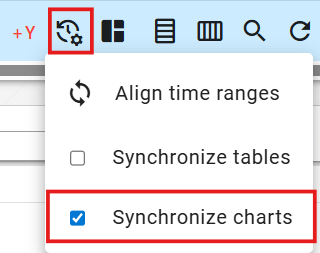 +Y
Align time ranges
Synchronize tables
Synchronize charts